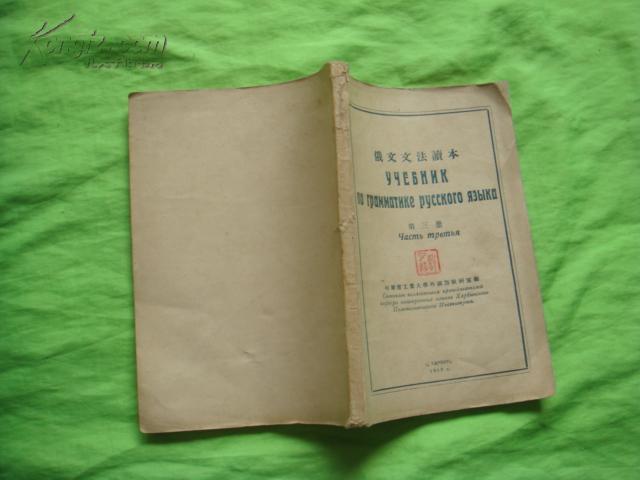 Kongfz.com
俄文文法讀本
УЧЕБНИК
по грамматике русского языка
第三册
Часть третья
哈爾濱工業大學外國語教研室編
Составлен коллективом преподавателей
кафедры иностранных языков Харбинского
Политехнического Института.
г. Харбин